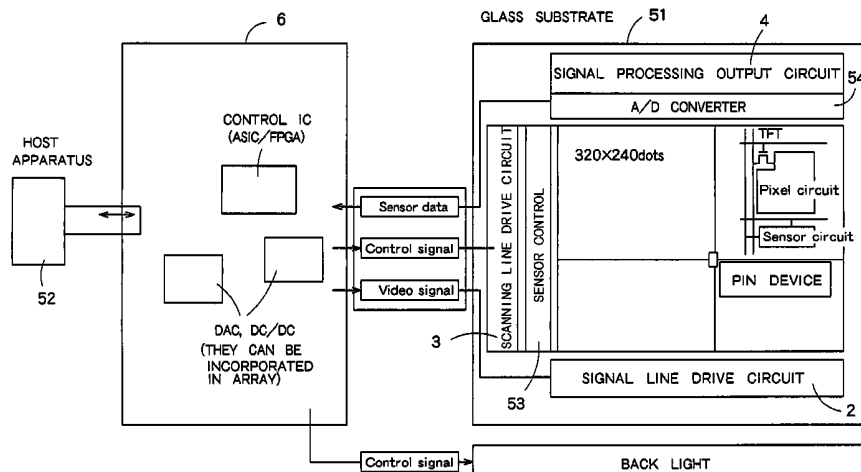 GLASS SUBSTRATE
6
51
4
SIGNAL PROCESSING OUTPUT CIRCUIT
54
A/D CONVERTER
CONTROL IC
(ASIC/FPGA)
HOST
APPARATUS
52
DAC, DC/DC
(THEY CAN BE
INCORPORATED
IN ARRAY)
Sensor data
Control signal
Video signal
3
SCANNING LINE DRIVE CIRCUIT
SENSOR CONTROL
53
320×240dots
TFT
Pixel circuit
Sensor circuit
PIN DEVICE
SIGNAL LINE DRIVE CIRCUIT
2
Control signal
BACK LIGHT